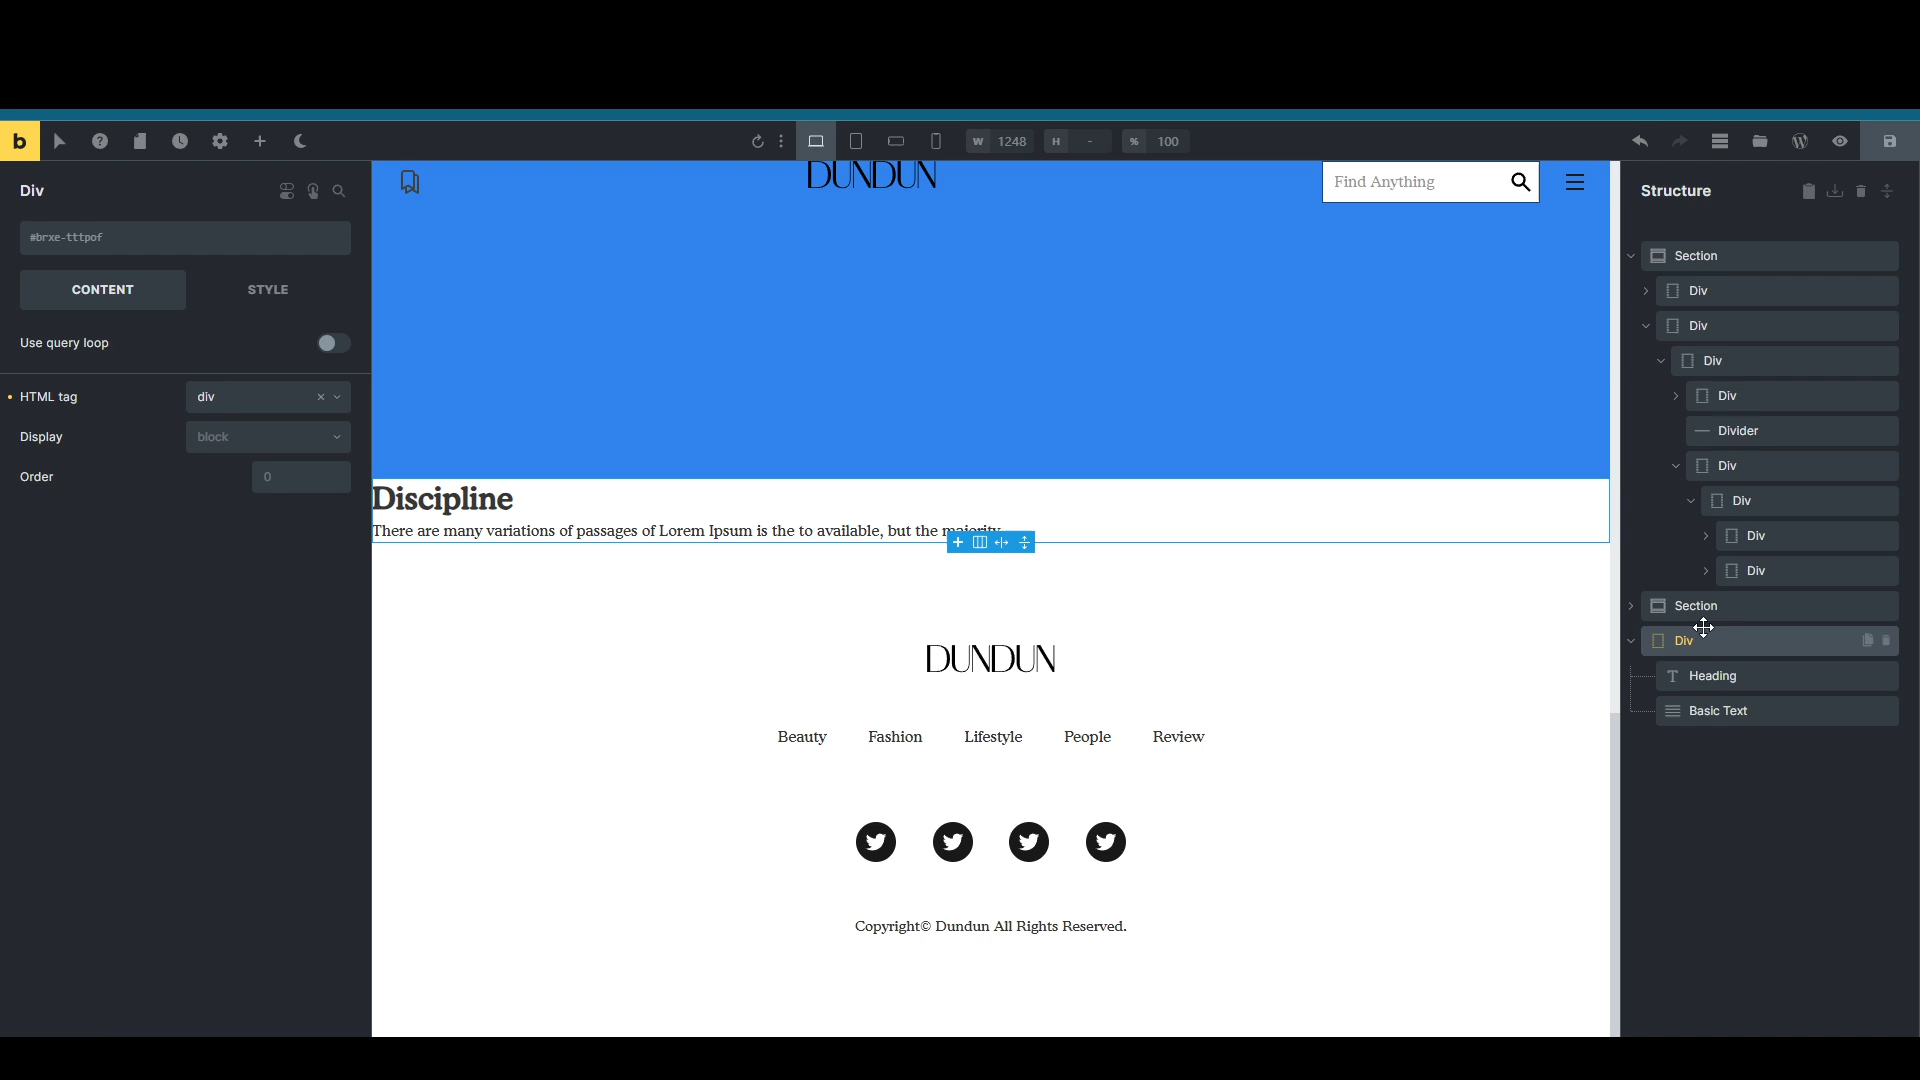 b
W 1248 H - % 100
Div
#brxe-tttpof
CONTENT STYLE
Use query loop
HTML tag div
Display block
Order 0
DUNDUN
Find Anything
Discipline
There are many variations of passages of Lorem Ipsum is the to available, but the majority
DUNDUN
Beauty Fashion Lifestyle People Review
Copyright© Dundun All Rights Reserved.
Structure
Section
Div
Div
Div
Div
Divider
Div
Div
Div
Div
Section
Div
Heading
Basic Text